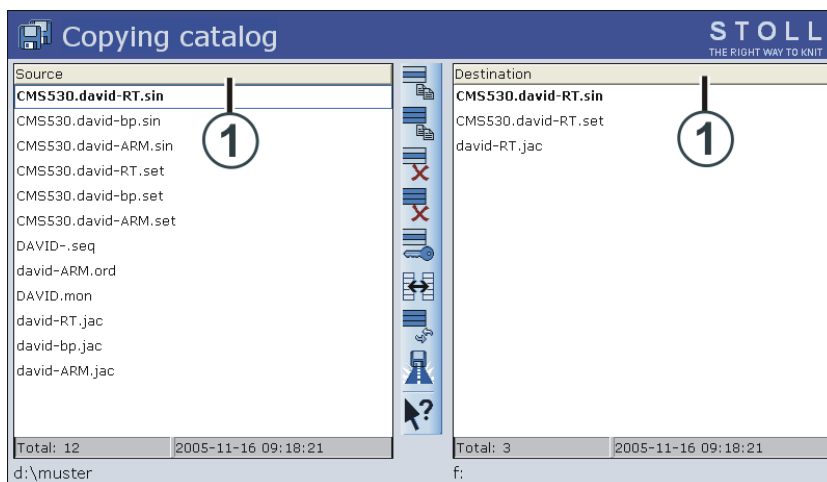 Copying catalog
STOLL
THE RIGHT WAY TO KNIT
Source
CMS530.david-RT.sin
CMS530.david-bp.sin
CMS530.david-ARM.sin
CMS530.david-RT.set
CMS530.david-bp.set
CMS530.david-ARM.set
DAVID-.seq
david-ARM.ord
DAVID.mon
david-RT.jac
david-bp.jac
david-ARM.jac
1
Total: 12
2005-11-16 09:18:21
d:\muster
?
Destination
CMS530.david-RT.sin
CMS530.david-RT.set
david-RT.jac
1
Total: 3
2005-11-16 09:18:21
f: